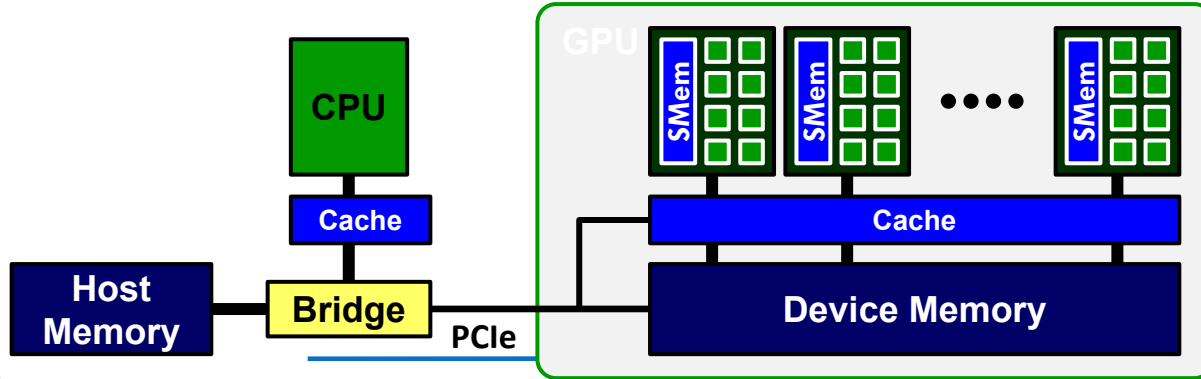 GPU
CPU
SMem
SMem
SMem
Cache
Cache
Host
Memory
Bridge
Device Memory
PCIe